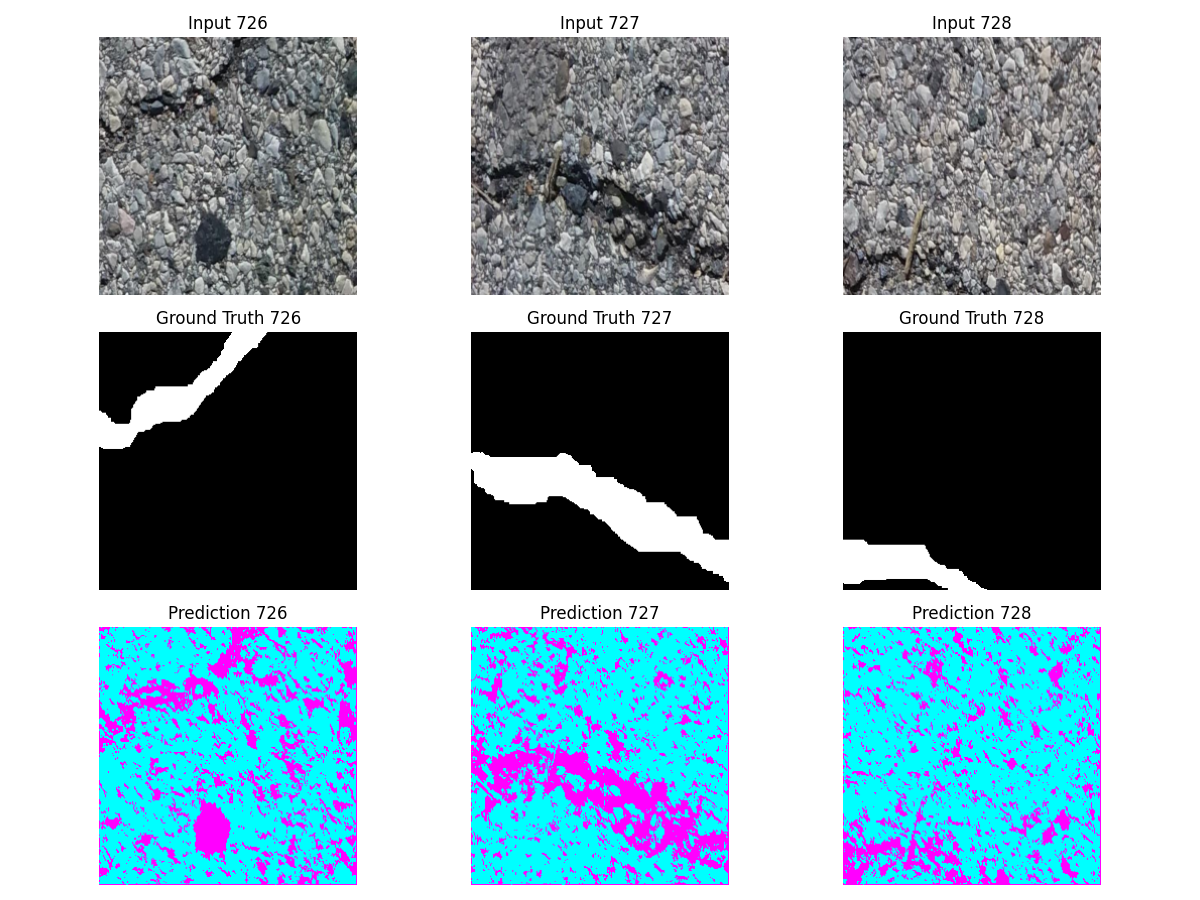 Input 726
Input 727
Input 728
Ground Truth 726
Ground Truth 727
Ground Truth 728
Prediction 726
Prediction 727
Prediction 728